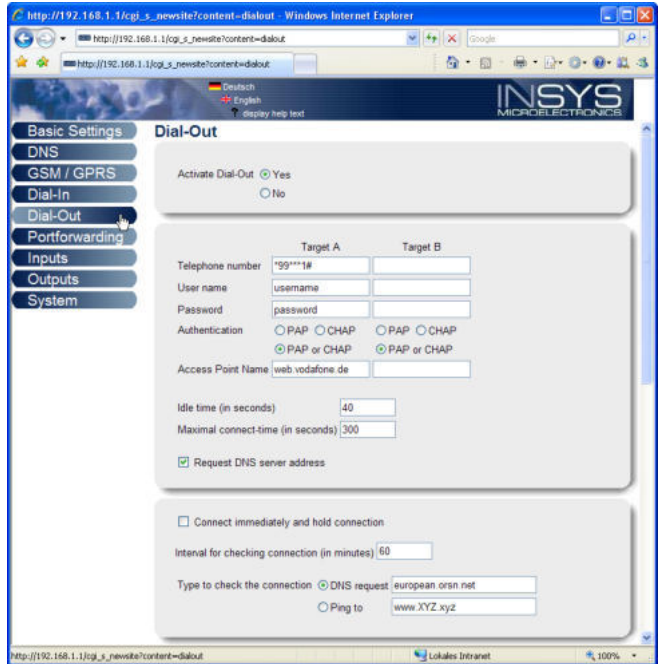 http://192.168.1.1/cgi_s_newsite?content=dialout - Windows Internet Explorer
http://192.168.1.1/cgi_s_newsite?content=dialout
Google
http://192.168.1.1/cgi_s_newsite?content=dialout
Deutsch
English
? display help text
INSYS
MICROELECTRONICS
Basic Settings
DNS
GSM / GPRS
Dial-In
Dial-Out
Portforwarding
Inputs
Outputs
System
Dial-Out
Activate Dial-Out Yes
No
Target A Target B
Telephone number *99***1#
User name username
Password password
Authentication PAP CHAP PAP CHAP
PAP or CHAP PAP or CHAP
Access Point Name web.vodafone.de
Idle time (in seconds) 40
Maximal connect-time (in seconds) 300
Request DNS server address
Connect immediately and hold connection
Interval for checking connection (in minutes) 60
Type to check the connection DNS request european.orsn.net
Ping to www.XYZ.xyz
http://192.168.1.1/cgi_s_newsite?content=dialout Lokales Intranet 100%